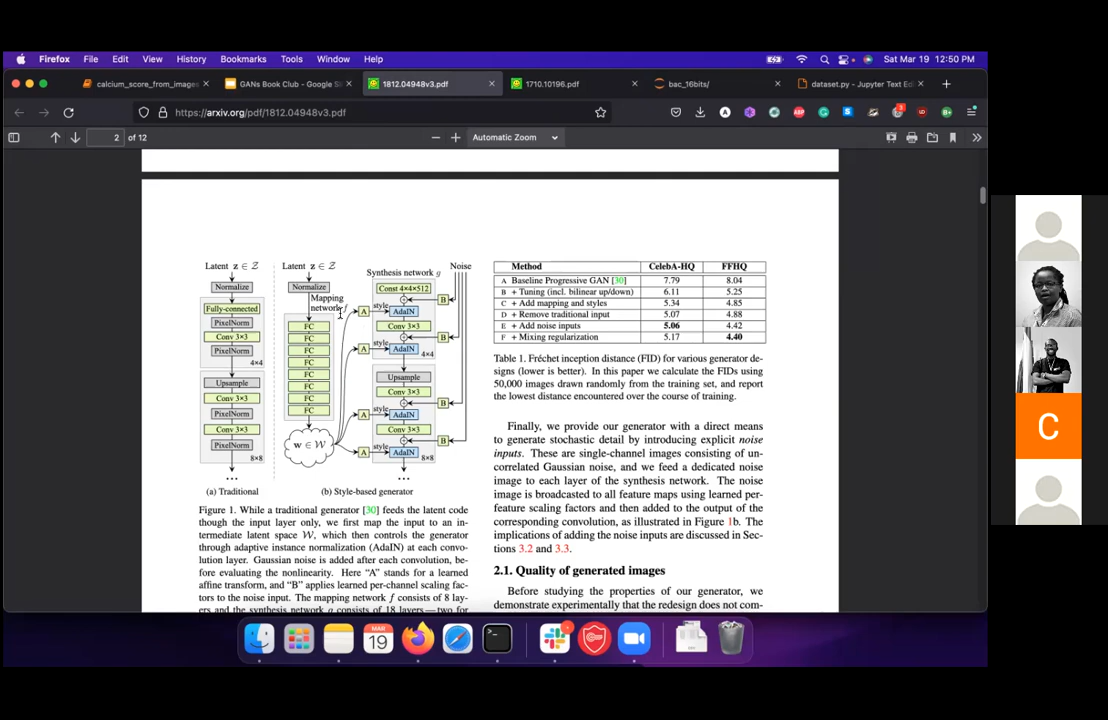 Firefox File Edit View History Bookmarks Tools Window Help Sat Mar 19 12:50 PM
calcium_score_from_images GANs Book Club - Google Sl 1812.04948v3.pdf 1710.10196v3.pdf bac_16bits/ dataset.py - Jupyter Text Edi
https://arxiv.org/pdf/1812.04948v3.pdf
2 of 12 Automatic Zoom
Latent z ∈ Z
Normalize
Fully-connected
PixelNorm
Conv 3×3
PixelNorm
4×4
Upsample
Conv 3×3
PixelNorm
Conv 3×3
PixelNorm
8×8
...
(a) Traditional
Latent z ∈ Z
Normalize
Mapping
network f
FC
FC
FC
FC
FC
FC
FC
FC
w ∈ W
Synthesis network g
Noise
Const 4×4×512
B
A style AdaIN
Conv 3×3
B
A style AdaIN
4×4
Upsample
Conv 3×3
B
A style AdaIN
Conv 3×3
B
A style AdaIN
8×8
...
(b) Style-based generator
Figure 1. While a traditional generator [30] feeds the latent code
though the input layer only, we first map the input to an in-
termediate latent space W, which then controls the generator
through adaptive instance normalization (AdaIN) at each convo-
lution layer. Gaussian noise is added after each convolution, be-
fore evaluating the nonlinearity. Here "A" stands for a learned
affine transform, and "B" applies learned per-channel scaling fac-
tors to the noise input. The mapping network f consists of 8 lay-
ers and the synthesis network g consists of 18 layers—two for
Method CelebA-HQ FFHQ
A Baseline Progressive GAN [30] 7.79 8.04
B + Tuning (incl. bilinear up/down) 6.11 5.25
C + Add mapping and styles 5.34 4.85
D + Remove traditional input 5.07 4.88
E + Add noise inputs 5.06 4.42
F + Mixing regularization 5.17 4.40
Table 1. Fréchet inception distance (FID) for various generator de-
signs (lower is better). In this paper we calculate the FIDs using
50,000 images drawn randomly from the training set, and report
the lowest distance encountered over the course of training.
Finally, we provide our generator with a direct means
to generate stochastic detail by introducing explicit noise
inputs. These are single-channel images consisting of un-
correlated Gaussian noise, and we feed a dedicated noise
image to each layer of the synthesis network. The noise
image is broadcasted to all feature maps using learned per-
feature scaling factors and then added to the output of the
corresponding convolution, as illustrated in Figure 1b. The
implications of adding the noise inputs are discussed in Sec-
tions 3.2 and 3.3.
2.1. Quality of generated images
Before studying the properties of our generator, we
demonstrate experimentally that the redesign does not com-
MAR
19
C